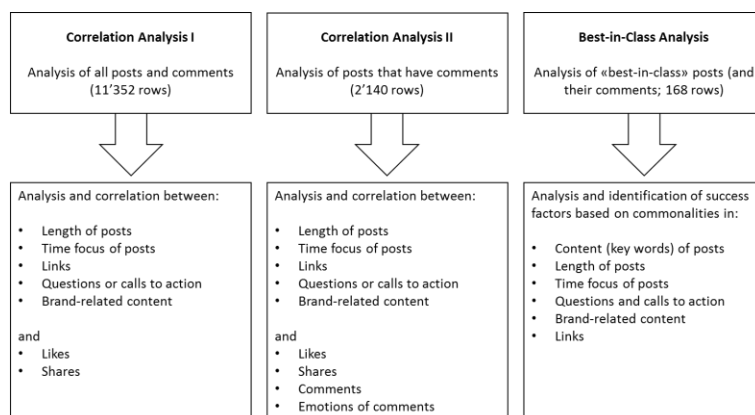 Correlation Analysis I
Analysis of all posts and comments
(11’352 rows)
Correlation Analysis II
Analysis of posts that have comments
(2’140 rows)
Best-in-Class Analysis
Analysis of «best-in-class» posts (and
their comments; 168 rows)
Analysis and correlation between:
• Length of posts
• Time focus of posts
• Links
• Questions or calls to action
• Brand-related content
and
• Likes
• Shares
Analysis and correlation between:
• Length of posts
• Time focus of posts
• Links
• Questions or calls to action
• Brand-related content
and
• Likes
• Shares
• Comments
• Emotions of comments
Analysis and identification of success
factors based on commonalities in:
• Content (key words) of posts
• Length of posts
• Time focus of posts
• Questions and calls to action
• Brand-related content
• Links